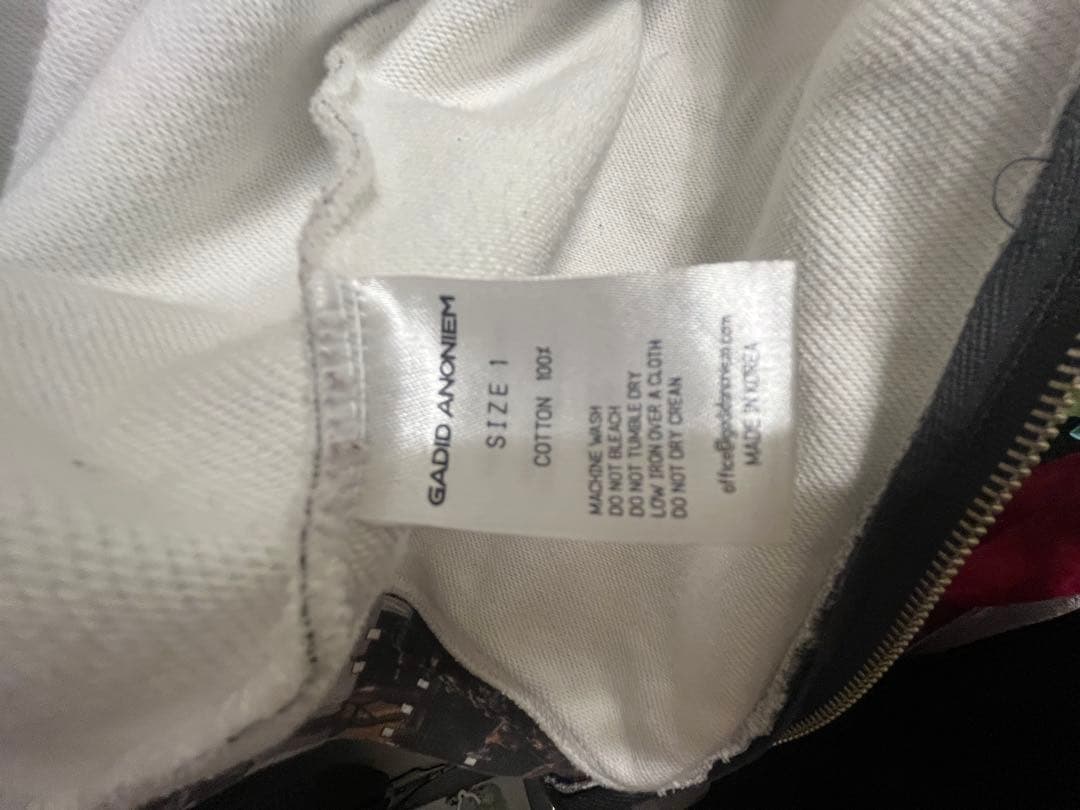 GADID ANONIEM
SIZE 1
COTTON 100%
MACHINE WASH
DO NOT BLEACH
DO NOT TUMBLE DRY
LOW IRON OVER A CLOTH
DO NOT DRY CREAN
office@gadidanoniem.com
MADE IN KOREA